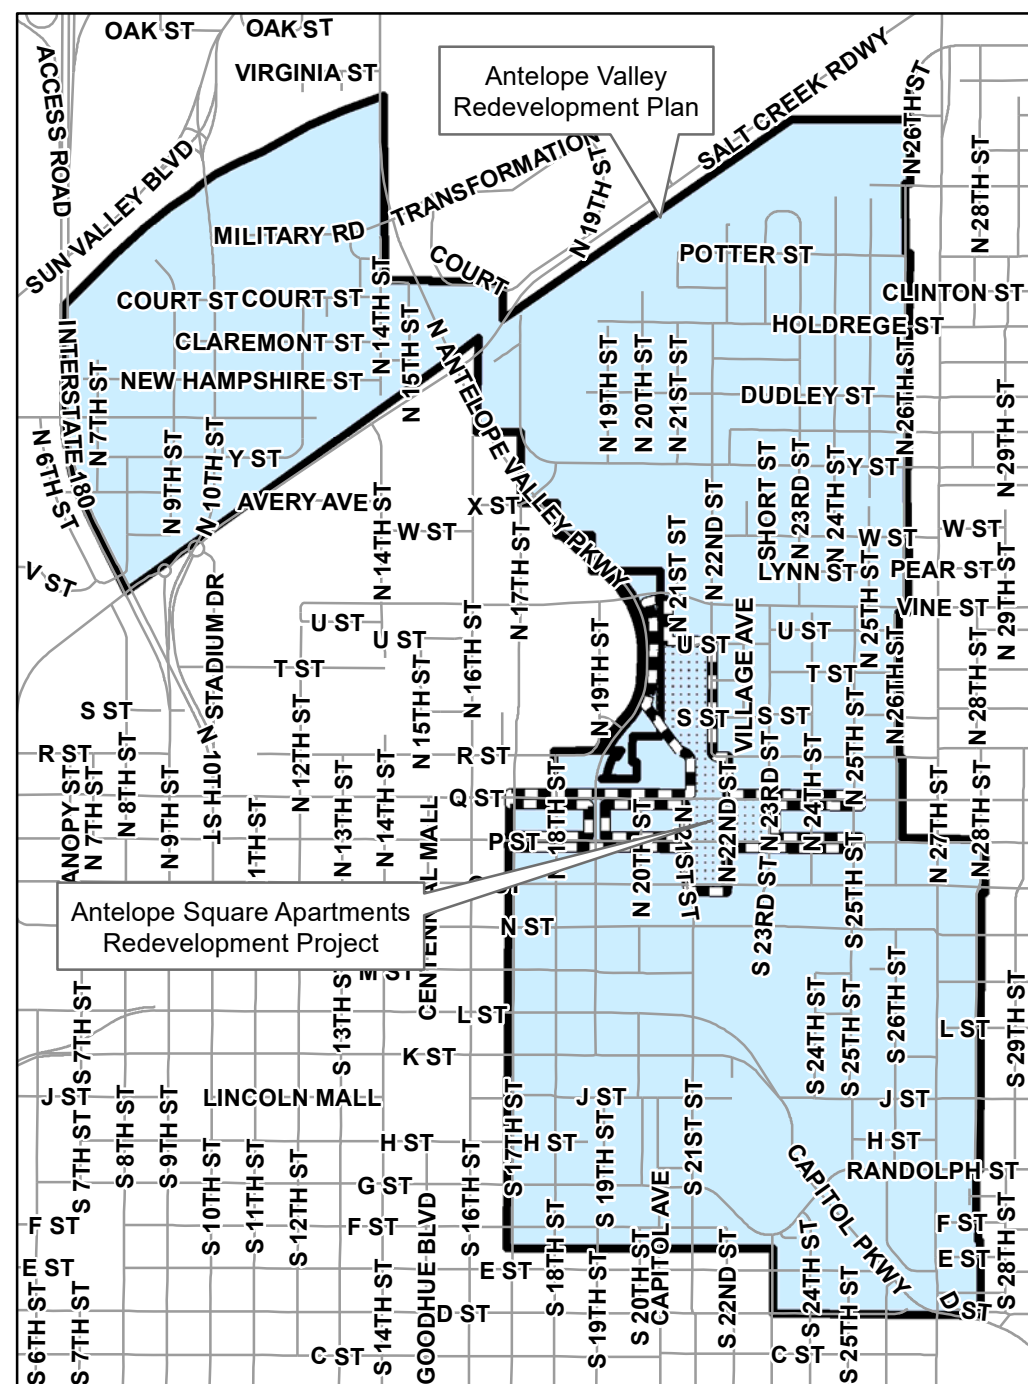 OAK ST
OAK ST
VIRGINIA ST
ACCESS ROAD
Antelope Valley
Redevelopment Plan
SALT CREEK RDWY
N 26TH ST
N 28TH ST
SUN VALLEY BLVD
MILITARY RD
TRANSFORMATION
N 19TH ST
COURT
POTTER ST
COURT ST
COURT ST
N 14TH ST
CLINTON ST
HOLDREGE ST
CLAREMONT ST
N 15TH ST
N ANTELOPE VALLEY PKWY
INTERSTATE 180
N 7TH ST
NEW HAMPSHIRE ST
N 19TH ST
N 20TH ST
N 21ST ST
DUDLEY ST
N 26TH ST
N 29TH ST
N 6TH ST
N 9TH ST
N 10TH ST
Y ST
SHORT ST
N 23RD ST
N 24TH ST
Y ST
AVERY AVE
N 14TH ST
W ST
X ST
N 17TH ST
N 22ND ST
W ST
W ST
V ST
LYNN ST
PEAR ST
N 21ST ST
N 25TH ST
VINE ST
N 29TH ST
STADIUM DR
U ST
U ST
N 16TH ST
N 19TH ST
U ST
VILLAGE AVE
U ST
N 26TH ST
N 28TH ST
T ST
N 15TH ST
T ST
S ST
N 12TH ST
S ST
S ST
N 25TH ST
R ST
N 8TH ST
N 10TH ST
R ST
N 7TH ST
N 9TH ST
N 13TH ST
N 14TH ST
Q ST
N 18TH ST
N 22ND ST
N 23RD ST
N 24TH ST
N 27TH ST
N 28TH ST
CENTENNIAL MALL
P ST
N 20TH ST
N 21ST ST
Antelope Square Apartments
Redevelopment Project
N ST
S 23RD ST
S 25TH ST
M ST
S 7TH ST
S 13TH S
L ST
S 24TH ST
S 25TH ST
S 26TH ST
L ST
S 29TH ST
K ST
J ST
LINCOLN MALL
J ST
J ST
S 7TH ST
S 8TH ST
S 9TH ST
S 10TH ST
S 11TH ST
S 12TH ST
H ST
S 16TH ST
S 17TH ST
H ST
S 19TH ST
S 21ST ST
H ST
G ST
CAPITOL AVE
CAPITOL PKWY
RANDOLPH ST
F ST
F ST
S 18TH ST
S 24TH ST
F ST
S 28TH ST
E ST
GOODHUE BLVD
E ST
S 20TH ST
S 22ND ST
E ST
S 6TH ST
S 7TH ST
S 14TH ST
D ST
S 19TH ST
S 25TH ST
D ST
C ST
C ST